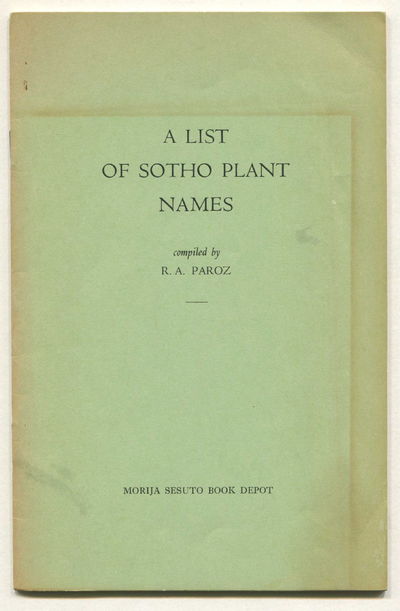 A LIST
OF SOTHO PLANT
NAMES
compiled by
R. A. PAROZ
MORIJA SESUTO BOOK DEPOT